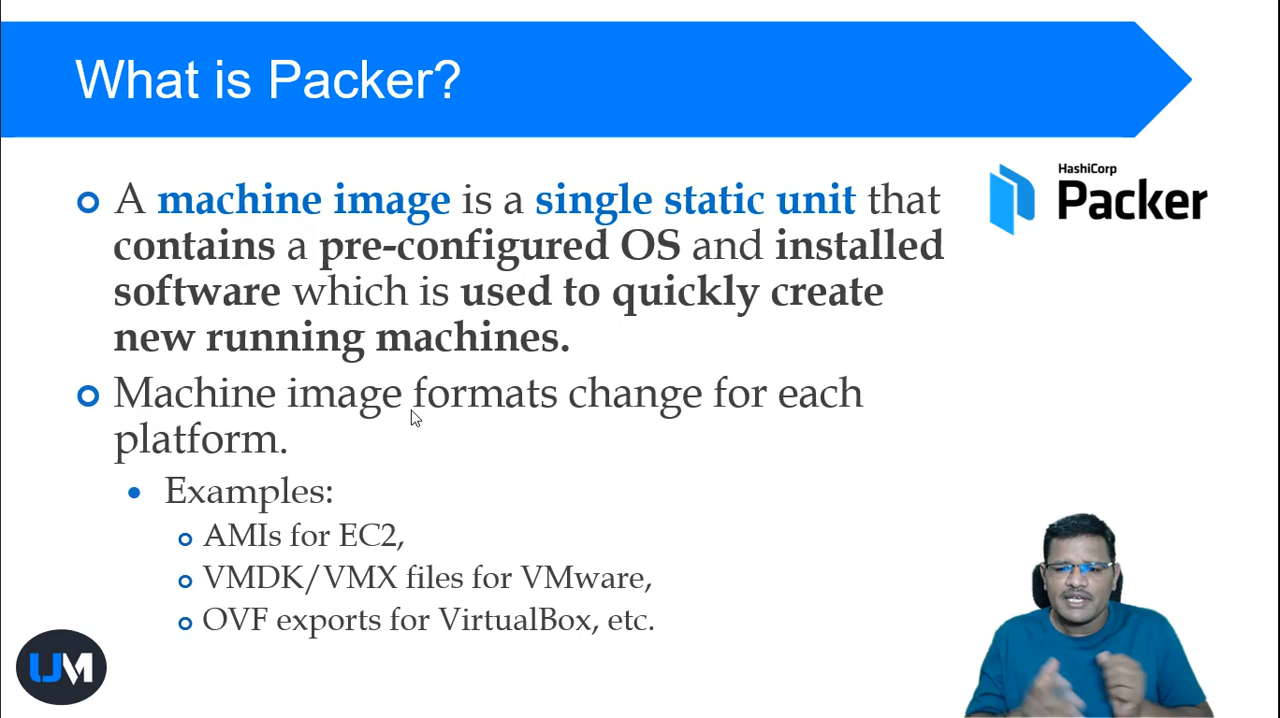 What is Packer?
A machine image is a single static unit that
contains a pre-configured OS and installed
software which is used to quickly create
new running machines.
HashiCorp
Packer
Machine image formats change for each
platform.
Examples:
AMIs for EC2,
VMDK/VMX files for VMware,
OVF exports for VirtualBox, etc.
UM